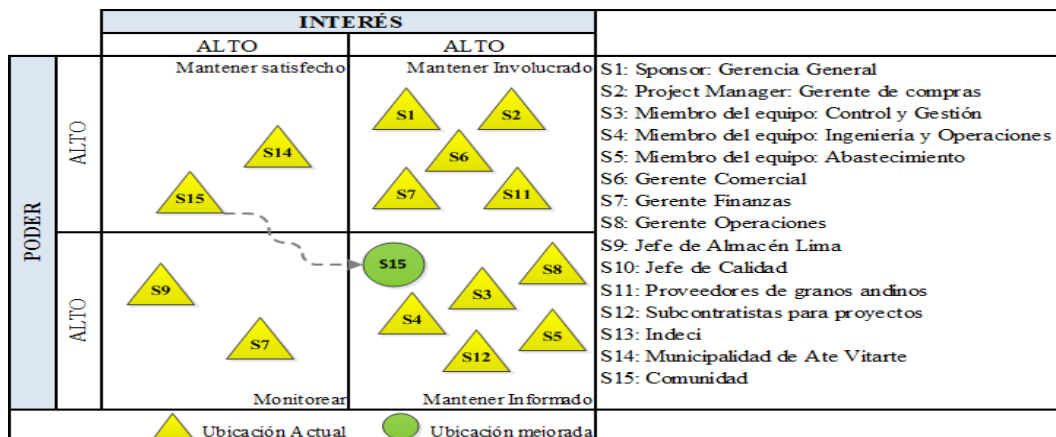 INTERÉS
ALTO
ALTO
PODER
ALTO
ALTO
Mantener satisfecho
S14
S15
Mantener Involucrado
S1
S2
S6
S7
S11
S9
S7
Monitorear
S15
S8
S3
S4
S5
S12
Mantener Informado
S1: Sponsor: Gerencia General
S2: Project Manager: Gerente de compras
S3: Miembro del equipo: Control y Gestión
S4: Miembro del equipo: Ingeniería y Operaciones
S5: Miembro del equipo: Abastecimiento
S6: Gerente Comercial
S7: Gerente Finanzas
S8: Gerente Operaciones
S9: Jefe de Almacén Lima
S10: Jefe de Calidad
S11: Proveedores de granos andinos
S12: Subcontratistas para proyectos
S13: Indeci
S14: Municipalidad de Ate Vitarte
S15: Comunidad
Ubicación Actual
Ubicación mejorada